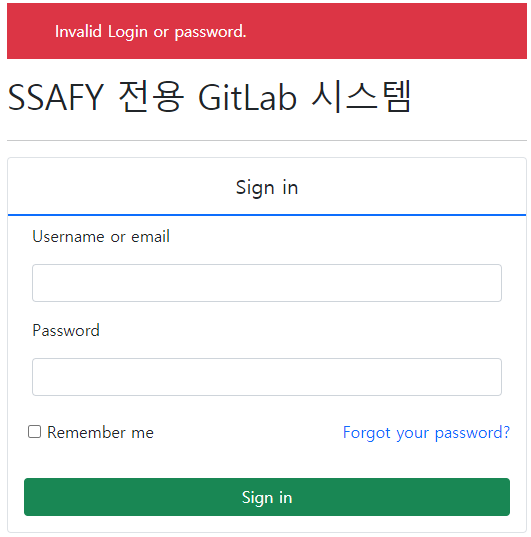 Invalid Login or password.
SSAFY 전용 GitLab 시스템
Sign in
Username or email
Password
Remember me Forgot your password?
Sign in